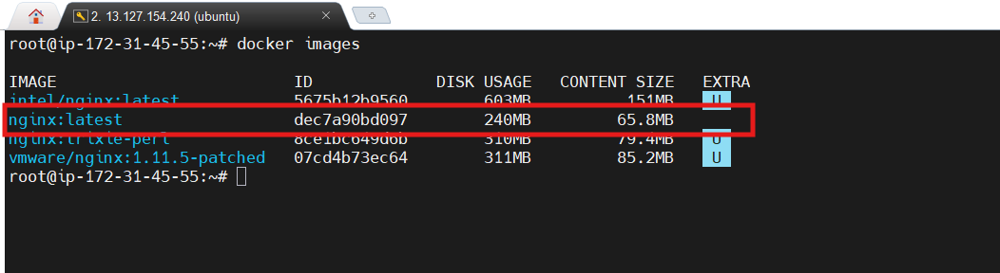 2. 13.127.154.240 (ubuntu)
root@ip-172-31-45-55:~# docker images
IMAGE ID DISK USAGE CONTENT SIZE EXTRA
intel/nginx:latest 5675b12b9560 603MB 151MB U
nginx:latest dec7a90bd097 240MB 65.8MB
nginx:trixie-perl 8ce1bc649d6b 310MB 79.4MB U
vmware/nginx:1.11.5-patched 07cd4b73ec64 311MB 85.2MB U
root@ip-172-31-45-55:~#